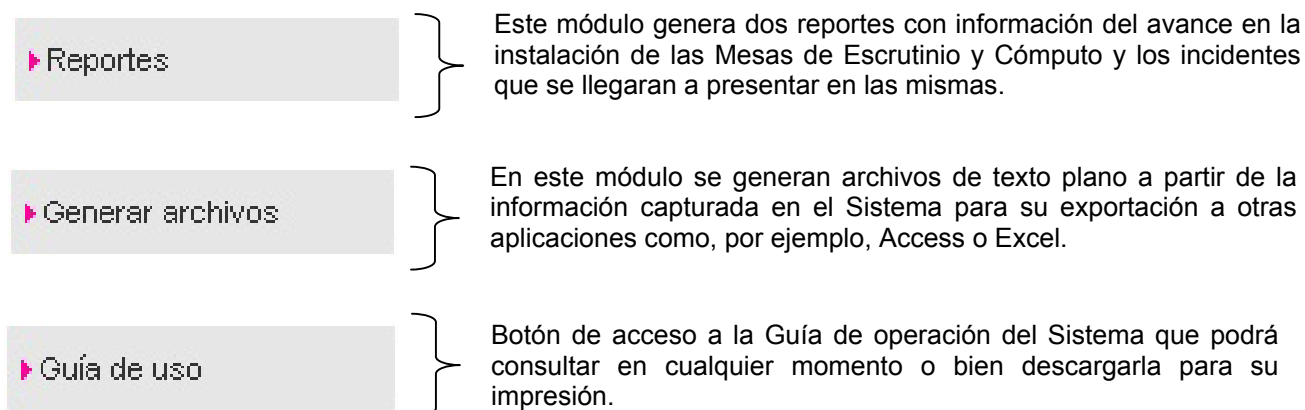 Reportes
Este módulo genera dos reportes con información del avance en la
instalación de las Mesas de Escrutinio y Cómputo y los incidentes
que se llegaran a presentar en las mismas.
Generar archivos
En este módulo se generan archivos de texto plano a partir de la
información capturada en el Sistema para su exportación a otras
aplicaciones como, por ejemplo, Access o Excel.
Guía de uso
Botón de acceso a la Guía de operación del Sistema que podrá
consultar en cualquier momento o bien descargarla para su
impresión.